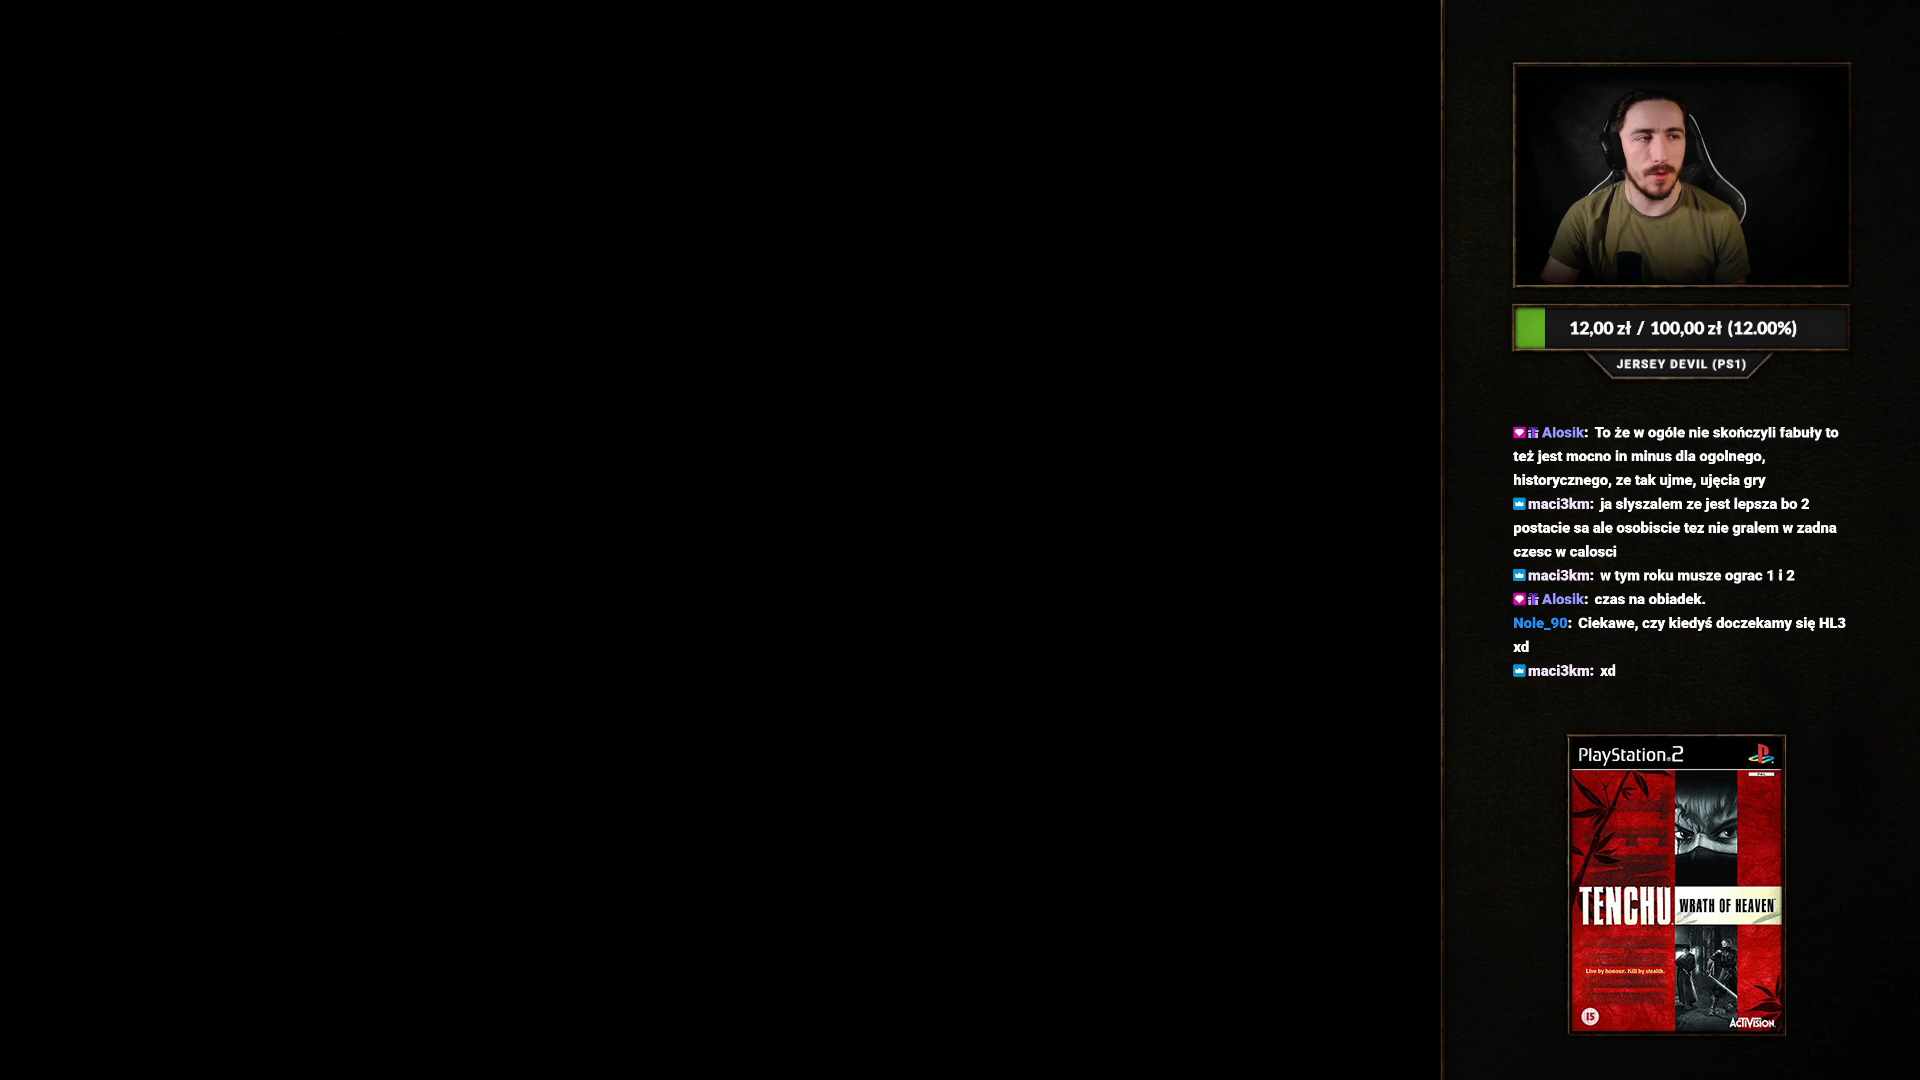 12,00 zł / 100,00 zł (12.00%)
JERSEY DEVIL (PS1)
Alosik: To że w ogóle nie skończyli fabuły to
też jest mocno in minus dla ogolnego,
historycznego, ze tak ujme, ujęcia gry
maci3km: ja slyszalem ze jest lepsza bo 2
postacie sa ale osobiscie tez nie gralem w zadna
czesc w calosci
maci3km: w tym roku musze ograc 1 i 2
Alosik: czas na obiadek.
Nole_90: Ciekawe, czy kiedyś doczekamy się HL3
xd
maci3km: xd
PlayStation.2
TENCHU
WRATH OF HEAVEN
Live by honour. Kill by stealth.
15
ACTIVISION